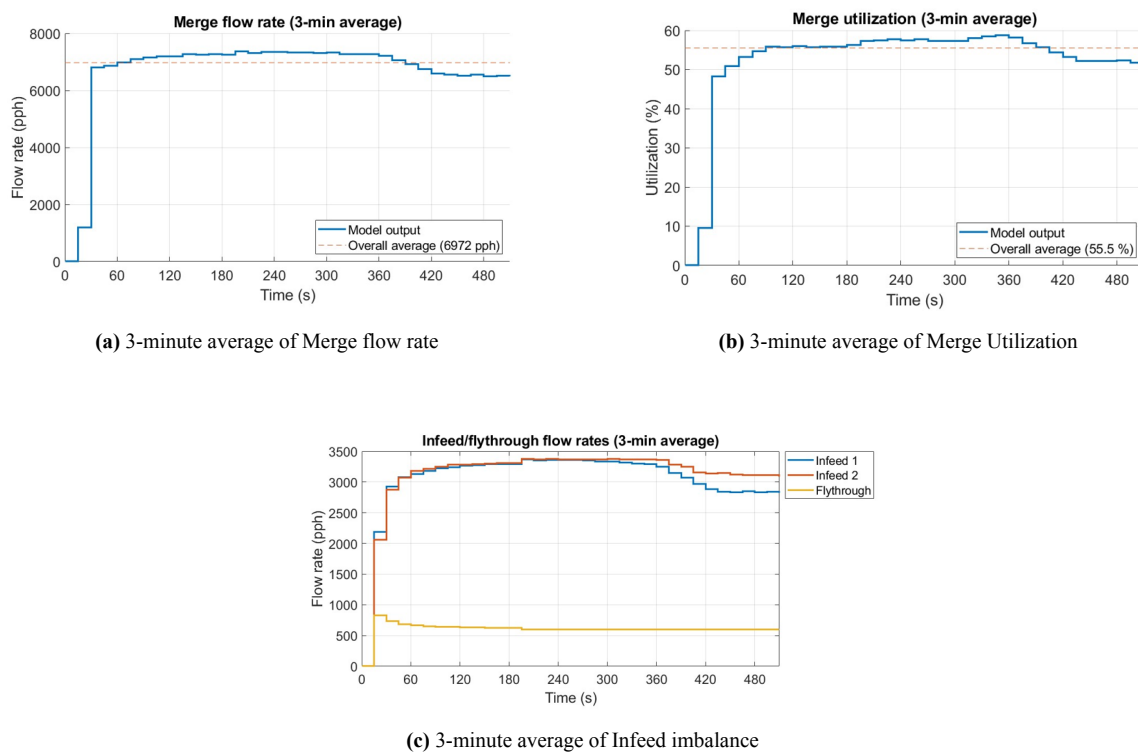 Merge flow rate (3-min average)
8000
6000
4000
2000
0
Flow rate (pph)
0 60 120 180 240 300 360 420 480
Time (s)
Model output
Overall average (6972 pph)
(a) 3-minute average of Merge flow rate
Merge utilization (3-min average)
60
50
40
30
20
10
0
Utilization (%)
0 60 120 180 240 300 360 420 480
Time (s)
Model output
Overall average (55.5 %)
(b) 3-minute average of Merge Utilization
Infeed/flythrough flow rates (3-min average)
3500
3000
2500
2000
1500
1000
500
0
Flow rate (pph)
0 60 120 180 240 300 360 420 480
Time (s)
Infeed 1
Infeed 2
Flythrough
(c) 3-minute average of Infeed imbalance